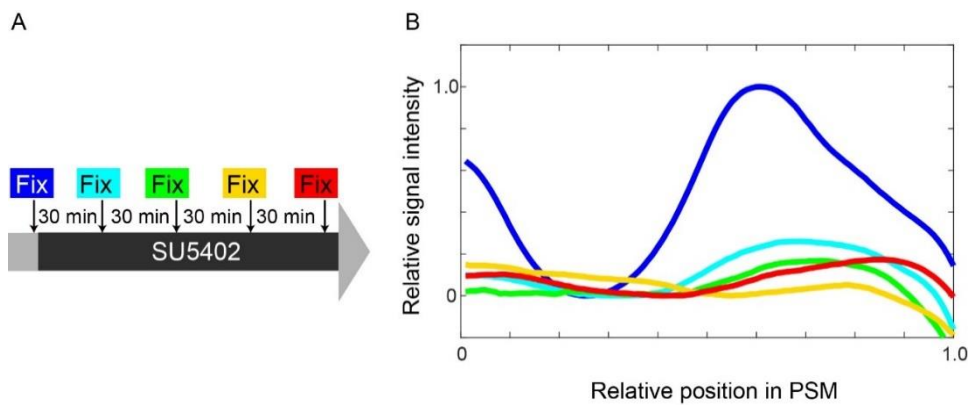 A
Fix Fix Fix Fix Fix
30 min 30 min 30 min 30 min
SU5402
B
Relative signal intensity
1.0
0
0 1.0
Relative position in PSM